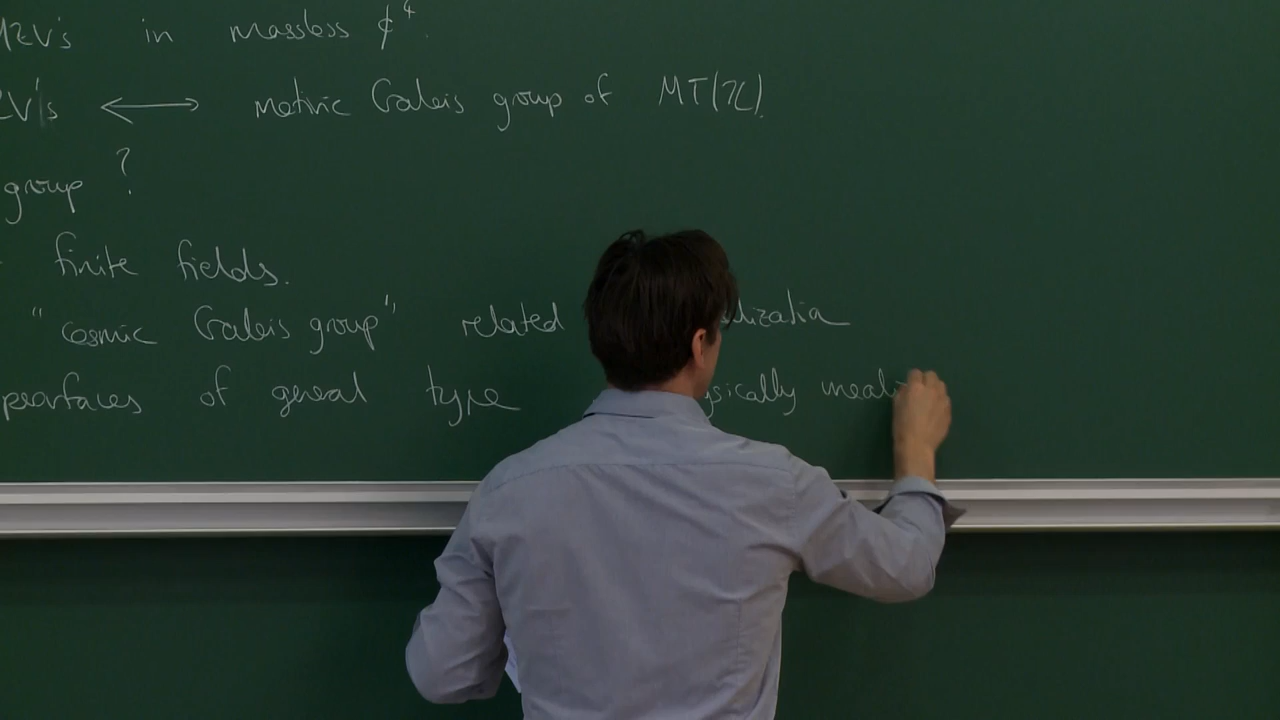 MZV's in massless ϕ⁴.
ZV's ⟷ motivic Galois group of MT(ℤ).
group ?
finite fields.
"cosmic Galois group" related
of general type